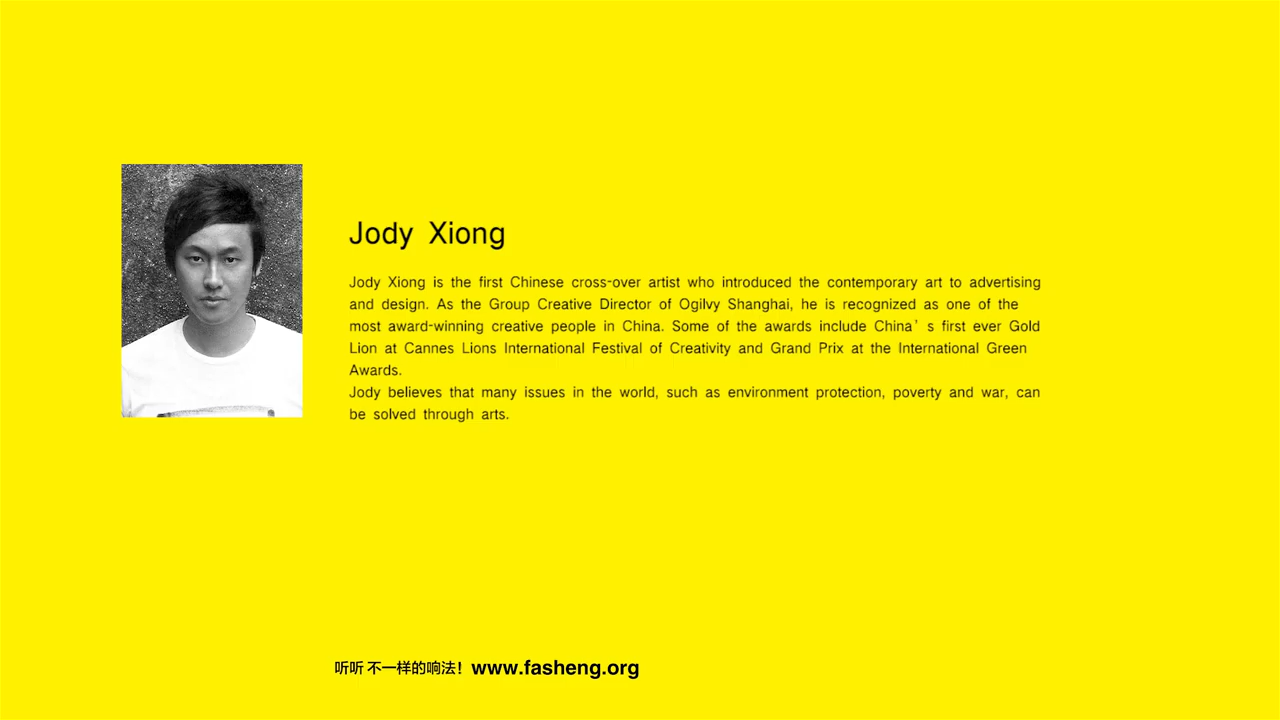 Jody Xiong
Jody Xiong is the first Chinese cross-over artist who introduced the contemporary art to advertising
and design. As the Group Creative Director of Ogilvy Shanghai, he is recognized as one of the
most award-winning creative people in China. Some of the awards include China’ s first ever Gold
Lion at Cannes Lions International Festival of Creativity and Grand Prix at the International Green
Awards.
Jody believes that many issues in the world, such as environment protection, poverty and war, can
be solved through arts.
听听 不一样的响法！www.fasheng.org